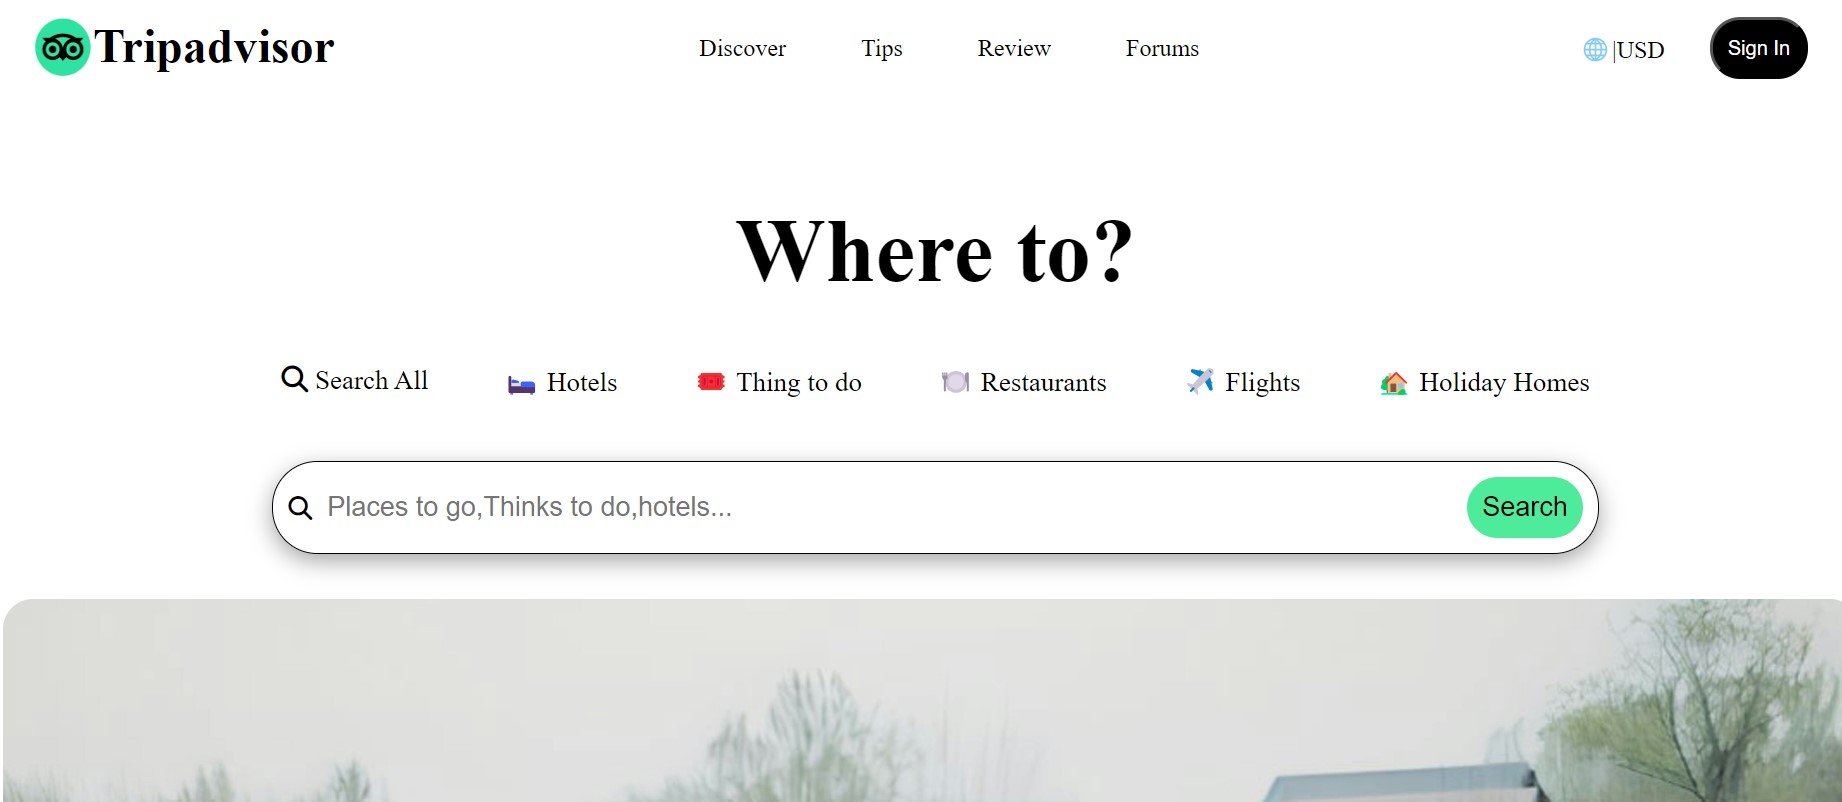 Tripadvisor
Discover Tips Review Forums
|USD
Sign In
Where to?
Search All Hotels Thing to do Restaurants Flights Holiday Homes
Places to go,Thinks to do,hotels... Search